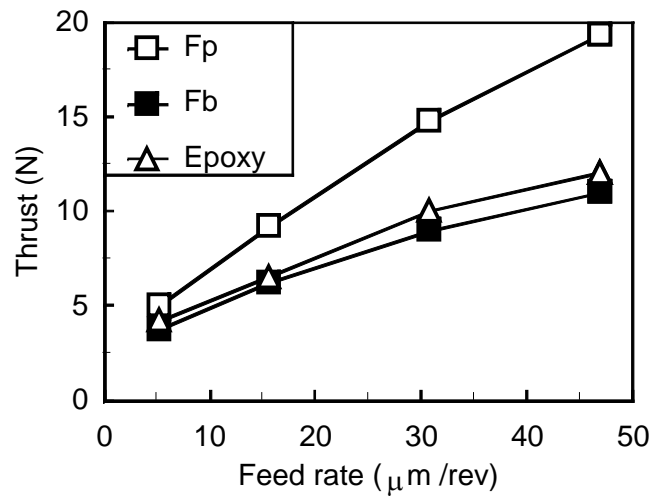 20
15
10
5
0
Thrust (N)
Fp
Fb
Epoxy
0 10 20 30 40 50
Feed rate (μm /rev)